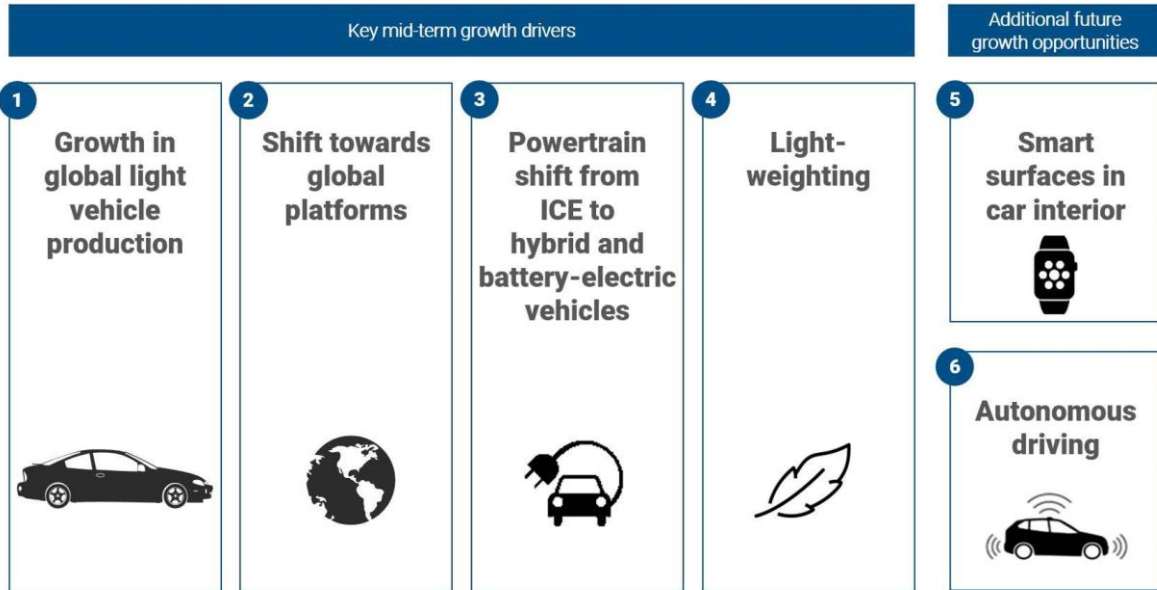 Key mid-term growth drivers
Additional future
growth opportunities
1
Growth in
global light
vehicle
production
2
Shift towards
global
platforms
3
Powertrain
shift from
ICE to
hybrid and
battery-electric
vehicles
4
Light-
weighting
5
Smart
surfaces in
car interior
6
Autonomous
driving